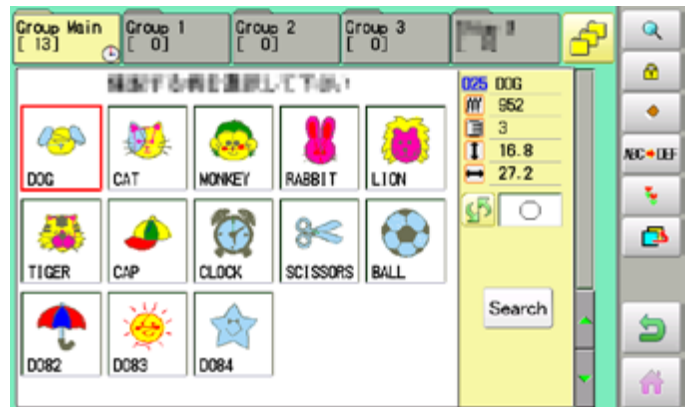 Group Main
[ 13]
Group 1
[ 0]
Group 2
[ 0]
Group 3
[ 0]
025 DOG
952
3
16.8
27.2
ABC DEF
DOG CAT MONKEY RABBIT LION
TIGER CAP CLOCK SCISSORS BALL
Search
D082 D083 D084